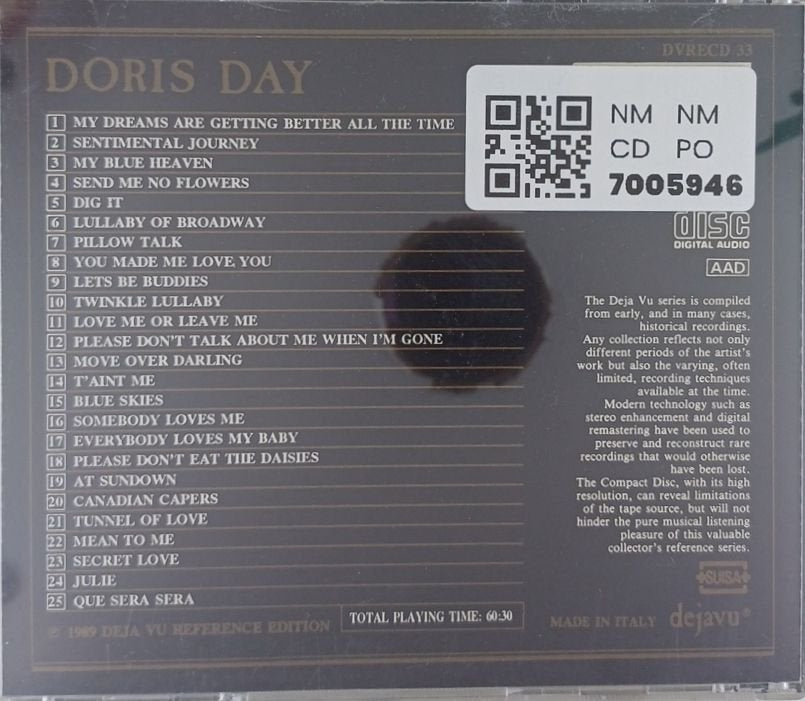 DVRECD 33
DORIS DAY
1 MY DREAMS ARE GETTING BETTER ALL THE TIME
2 SENTIMENTAL JOURNEY
3 MY BLUE HEAVEN
4 SEND ME NO FLOWERS
5 DIG IT
6 LULLABY OF BROADWAY
7 PILLOW TALK
8 YOU MADE ME LOVE YOU
9 LETS BE BUDDIES
10 TWINKLE LULLABY
11 LOVE ME OR LEAVE ME
12 PLEASE DON'T TALK ABOUT ME WHEN I'M GONE
13 MOVE OVER DARLING
14 T'AINT ME
15 BLUE SKIES
16 SOMEBODY LOVES ME
17 EVERYBODY LOVES MY BABY
18 PLEASE DON'T EAT THE DAISIES
19 AT SUNDOWN
20 CANADIAN CAPERS
21 TUNNEL OF LOVE
22 MEAN TO ME
23 SECRET LOVE
24 JULIE
25 QUE SERA SERA
TOTAL PLAYING TIME: 60:30
℗ 1989 DEJA VU REFERENCE EDITION
NM NM
CD PO
7005946
DISC
DIGITAL AUDIO
AAD
The Deja Vu series is compiled
from early, and in many cases,
historical recordings.
Any collection reflects not only
different periods of the artist's
work but also the varying, often
limited, recording techniques
available at the time.
Modern technology such as
stereo enhancement and digital
remastering have been used to
preserve and reconstruct rare
recordings that would otherwise
have been lost.
The Compact Disc, with its high
resolution, can reveal limitations
of the tape source, but will not
hinder the pure musical listening
pleasure of this valuable
collector's reference series.
SUISA
MADE IN ITALY dejavu®